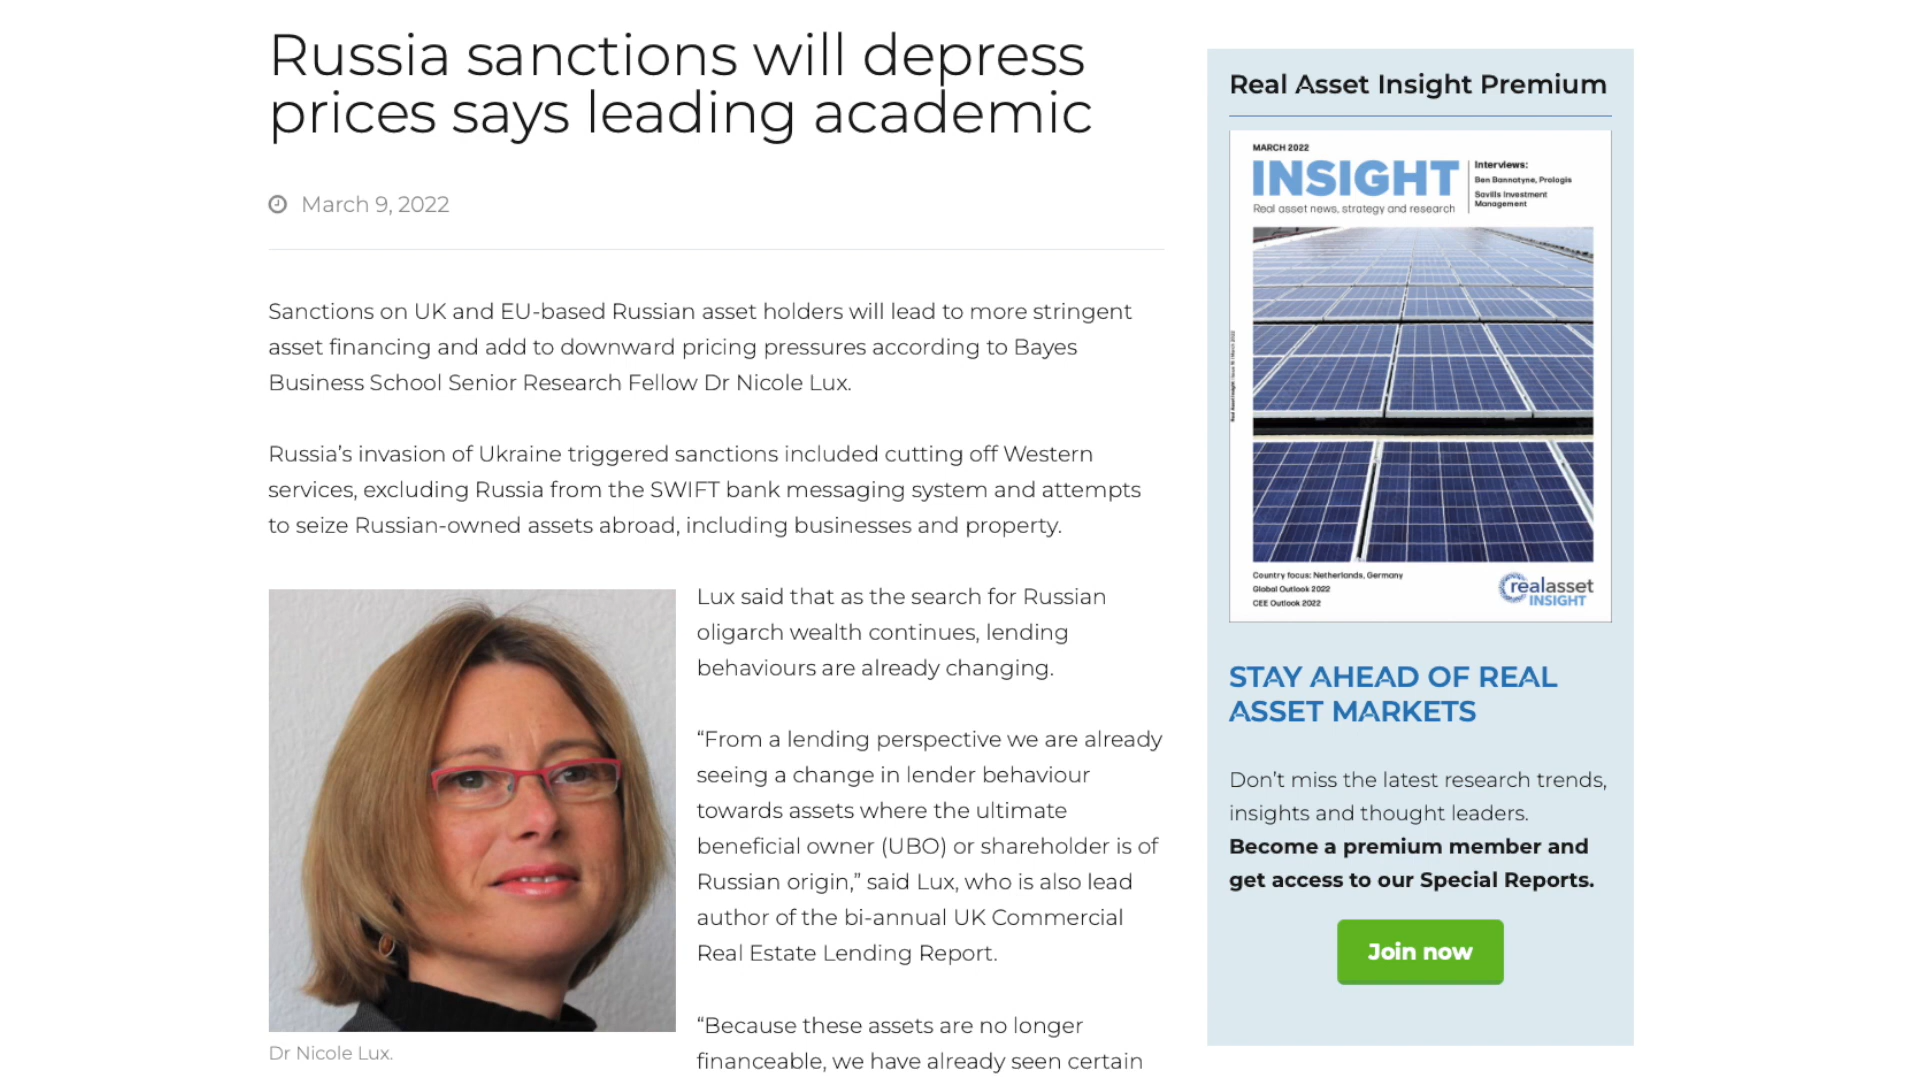 Russia sanctions will depress
prices says leading academic
March 9, 2022
Sanctions on UK and EU-based Russian asset holders will lead to more stringent
asset financing and add to downward pricing pressures according to Bayes
Business School Senior Research Fellow Dr Nicole Lux.
Russia’s invasion of Ukraine triggered sanctions included cutting off Western
services, excluding Russia from the SWIFT bank messaging system and attempts
to seize Russian-owned assets abroad, including businesses and property.
Lux said that as the search for Russian
oligarch wealth continues, lending
behaviours are already changing.
“From a lending perspective we are already
seeing a change in lender behaviour
towards assets where the ultimate
beneficial owner (UBO) or shareholder is of
Russian origin,” said Lux, who is also lead
author of the bi-annual UK Commercial
Real Estate Lending Report.
“Because these assets are no longer
financeable, we have already seen certain
Dr Nicole Lux.
Real Asset Insight Premium
MARCH 2022
INSIGHT
Real asset news, strategy and research
Interviews:
Ben Bannatyne, Prologis
Savills Investment
Management
Country focus: Netherlands, Germany
Global Outlook 2022
CEE Outlook 2022
realasset
INSIGHT
STAY AHEAD OF REAL
ASSET MARKETS
Don’t miss the latest research trends,
insights and thought leaders.
Become a premium member and
get access to our Special Reports.
Join now